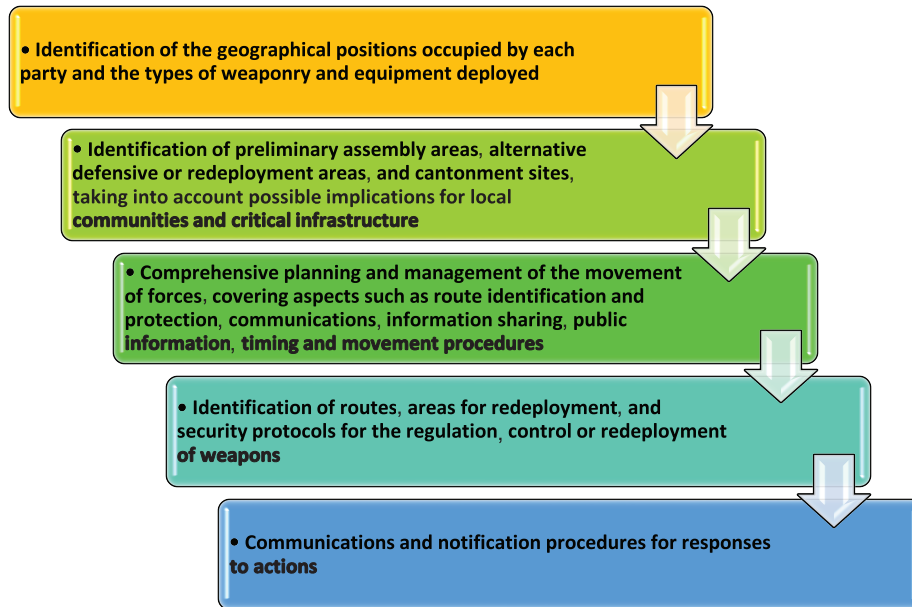 • Identification of the geographical positions occupied by each
party and the types of weaponry and equipment deployed
• Identification of preliminary assembly areas, alternative
defensive or redeployment areas, and cantonment sites,
taking into account possible implications for local
communities and critical infrastructure
• Comprehensive planning and management of the movement
of forces, covering aspects such as route identification and
protection, communications, information sharing, public
information, timing and movement procedures
• Identification of routes, areas for redeployment, and
security protocols for the regulation, control or redeployment
of weapons
• Communications and notification procedures for responses
to actions